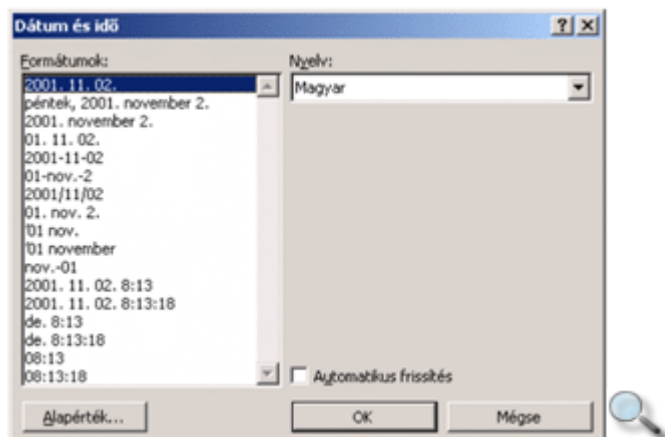 Dátum és idő
Formátumok:
2001. 11. 02.
péntek, 2001. november 2.
2001. november 2.
01. 11. 02.
2001-11-02
01-nov.-2
2001/11/02
01. nov. 2.
'01 nov.
'01 november
nov.-01
2001. 11. 02. 8:13
2001. 11. 02. 8:13:18
de. 8:13
de. 8:13:18
08:13
08:13:18
Nyelv:
Magyar
Automatikus frissítés
Alapérték...
OK
Mégse